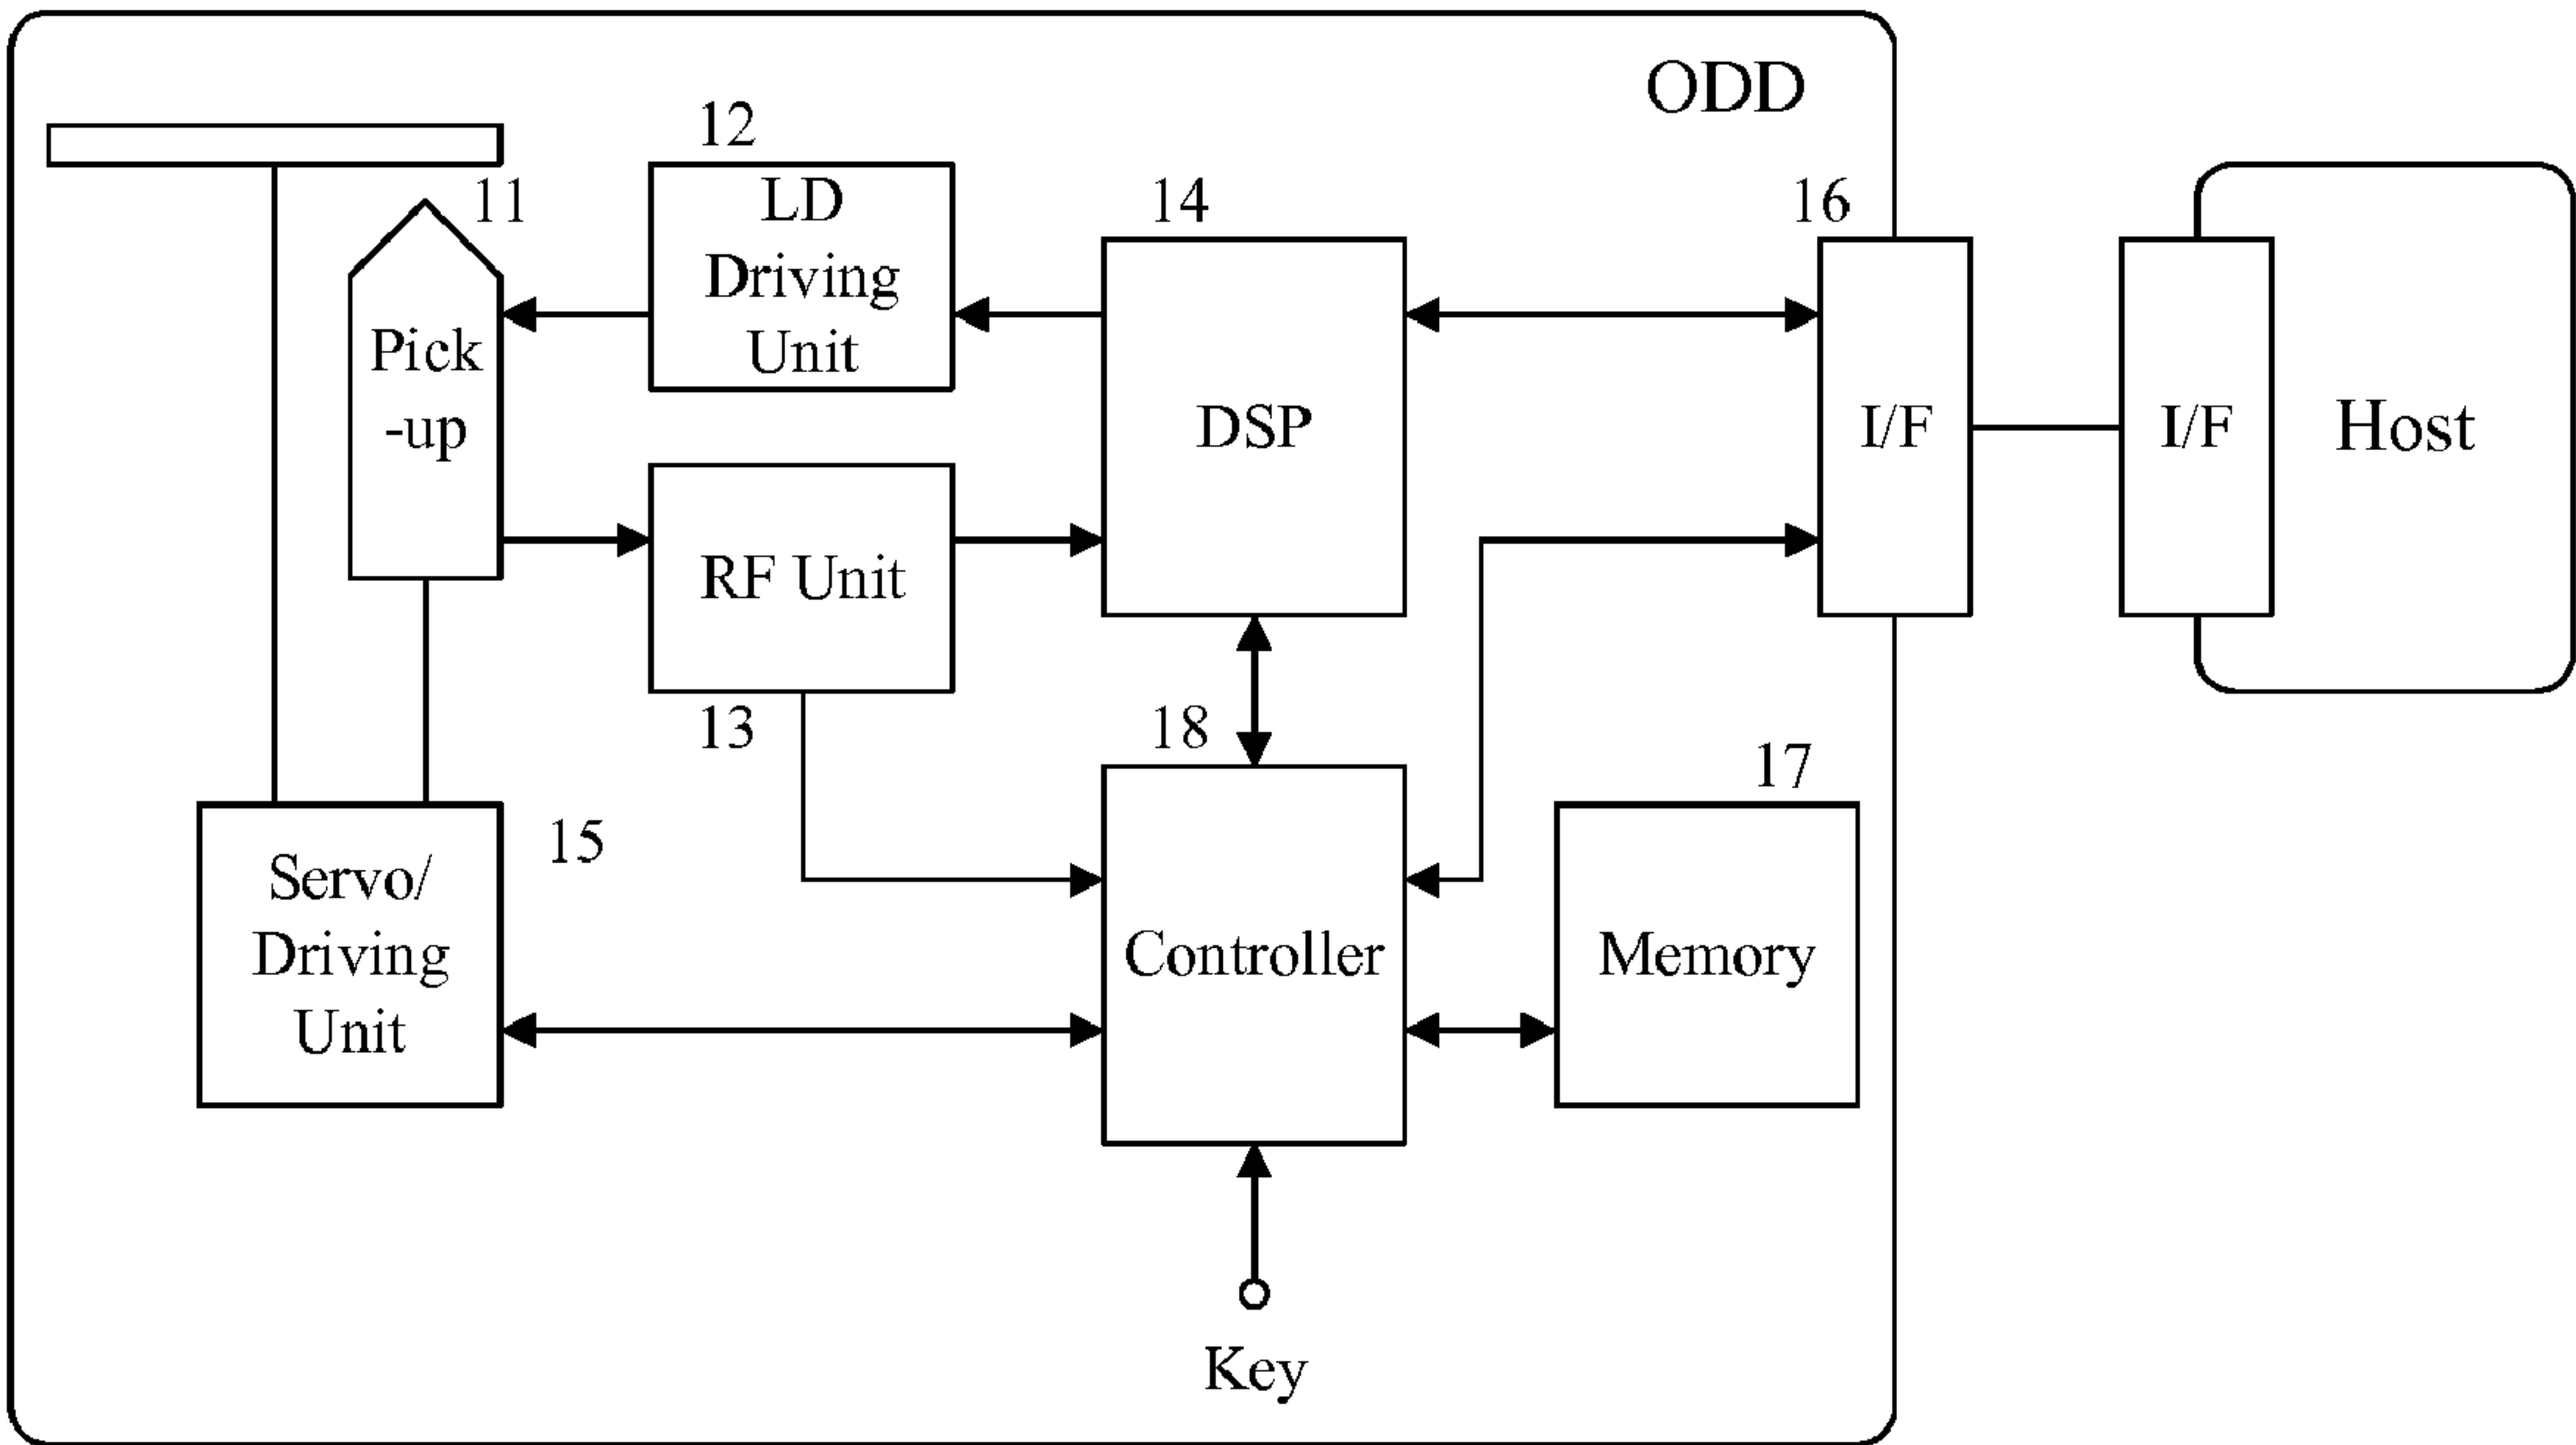 ODD
12
LD
Driving
Unit
11
14
16
Pick
-up
DSP
I/F
I/F
Host
RF Unit
13
18
17
15
Servo/
Driving
Unit
Controller
Memory
Key